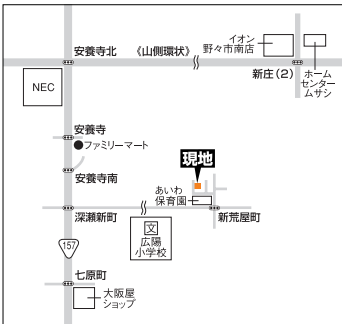 イオン
野々市南店
安養寺北
《山側環状》
新庄(2)
ホーム
センター
ムサシ
NEC
安養寺
ファミリーマート
現地
安養寺南
あいわ
保育園
深瀬新町
新荒屋町
文
広陽
小学校
157
七原町
大阪屋
ショップ